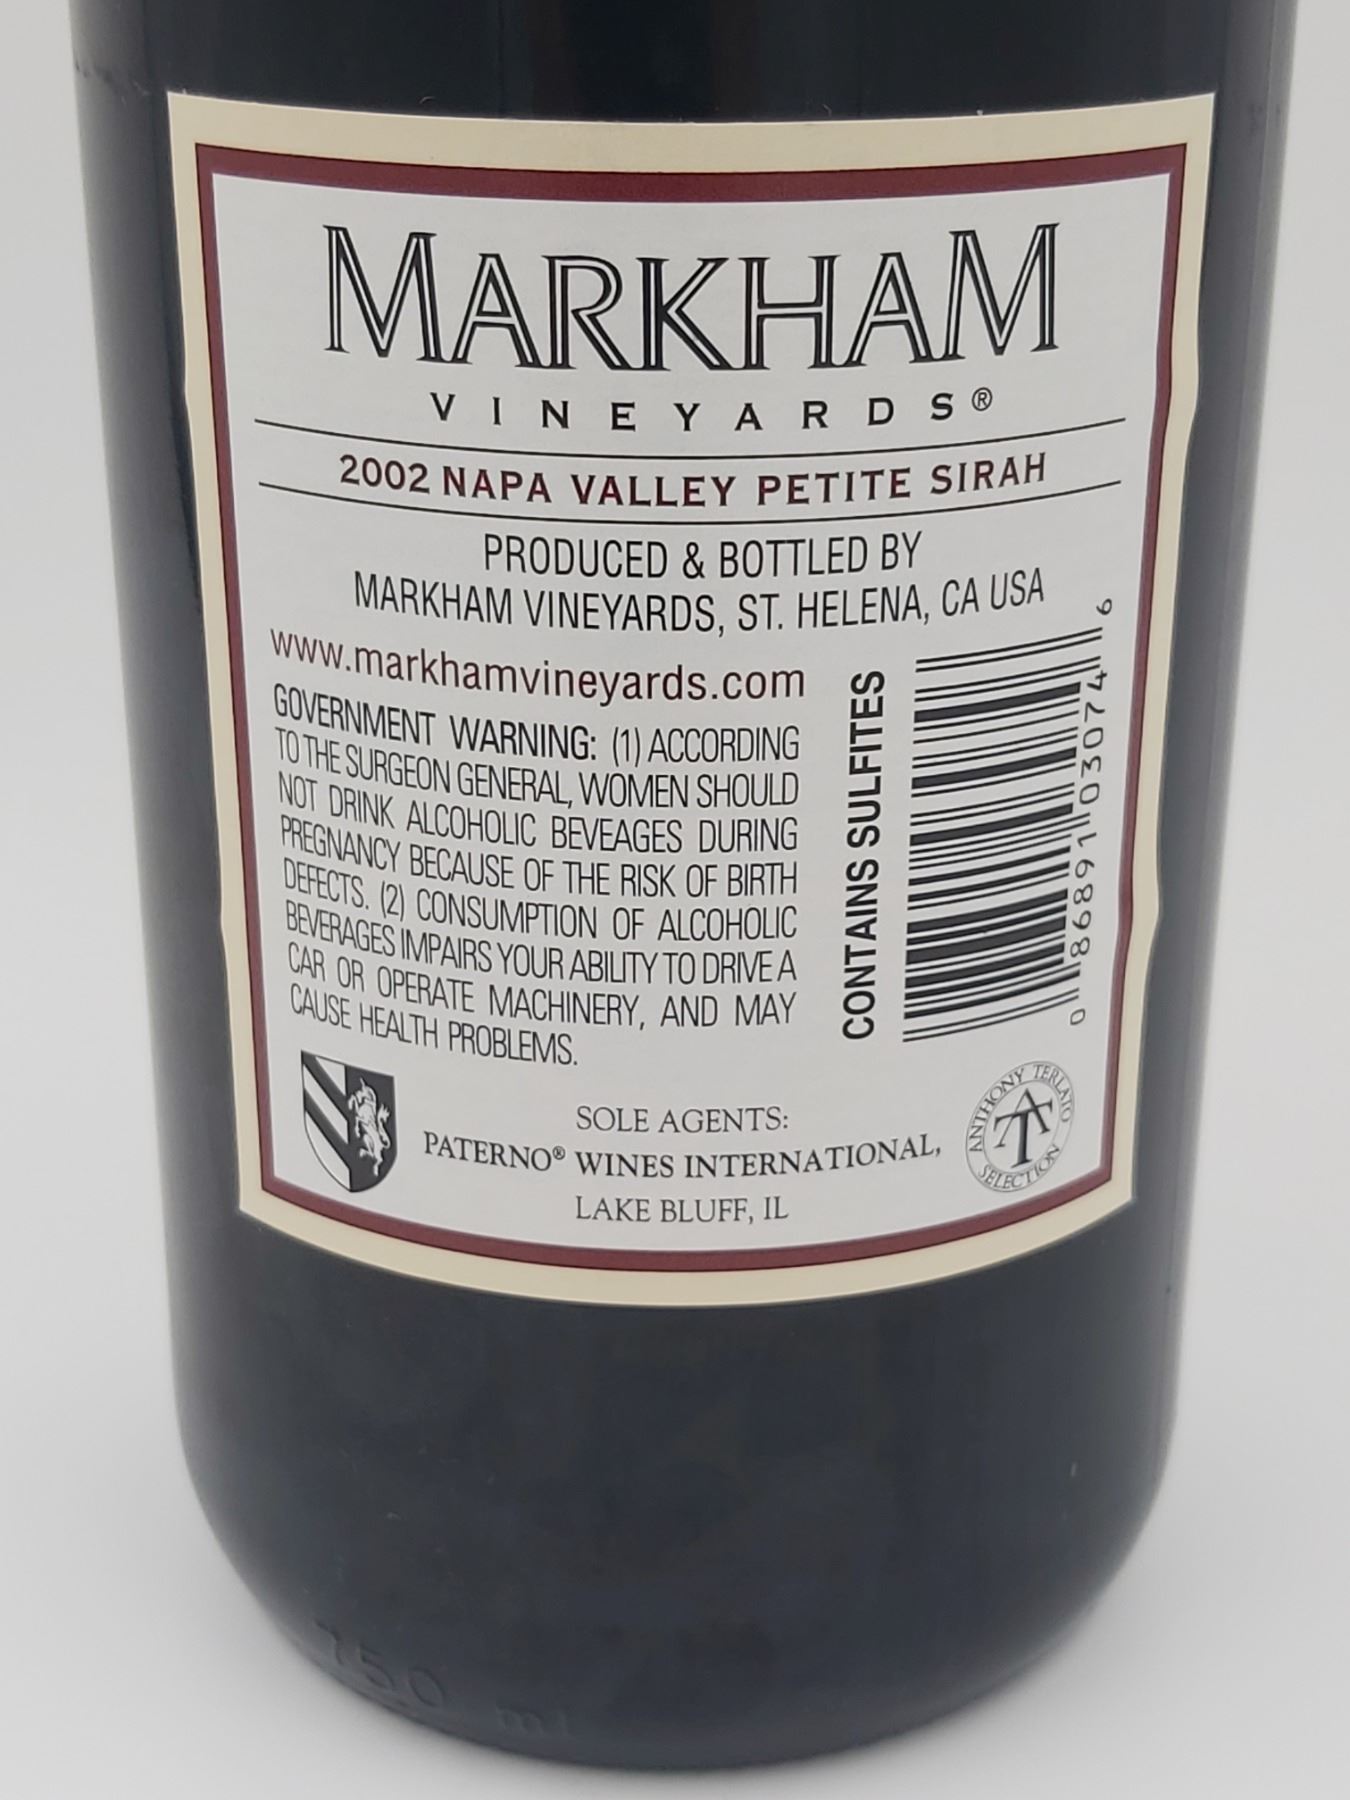 MARKHAM
VINEYARDS®
2002 NAPA VALLEY PETITE SIRAH
PRODUCED & BOTTLED BY
MARKHAM VINEYARDS, ST. HELENA, CA USA
www.markhamvineyards.com
GOVERNMENT WARNING: (1) ACCORDING
TO THE SURGEON GENERAL, WOMEN SHOULD
NOT DRINK ALCOHOLIC BEVEAGES DURING
PREGNANCY BECAUSE OF THE RISK OF BIRTH
DEFECTS. (2) CONSUMPTION OF ALCOHOLIC
BEVERAGES IMPAIRS YOUR ABILITY TO DRIVE A
CAR OR OPERATE MACHINERY, AND MAY
CAUSE HEALTH PROBLEMS.
CONTAINS SULFITES
0 86891 03074 6
SOLE AGENTS:
PATERNO® WINES INTERNATIONAL,
LAKE BLUFF, IL
ANTHONY TERLATO
AT
SELECTION
750 ml